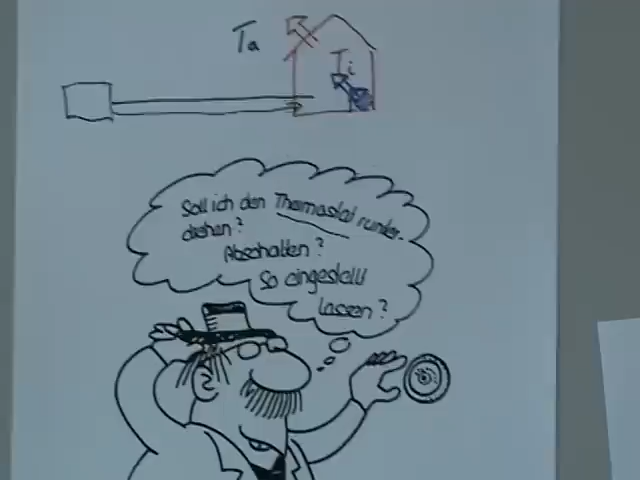 Ta
Ti
Soll ich den Thermostat runter-
drehen?
Abschalten?
So eingestellt
lassen?